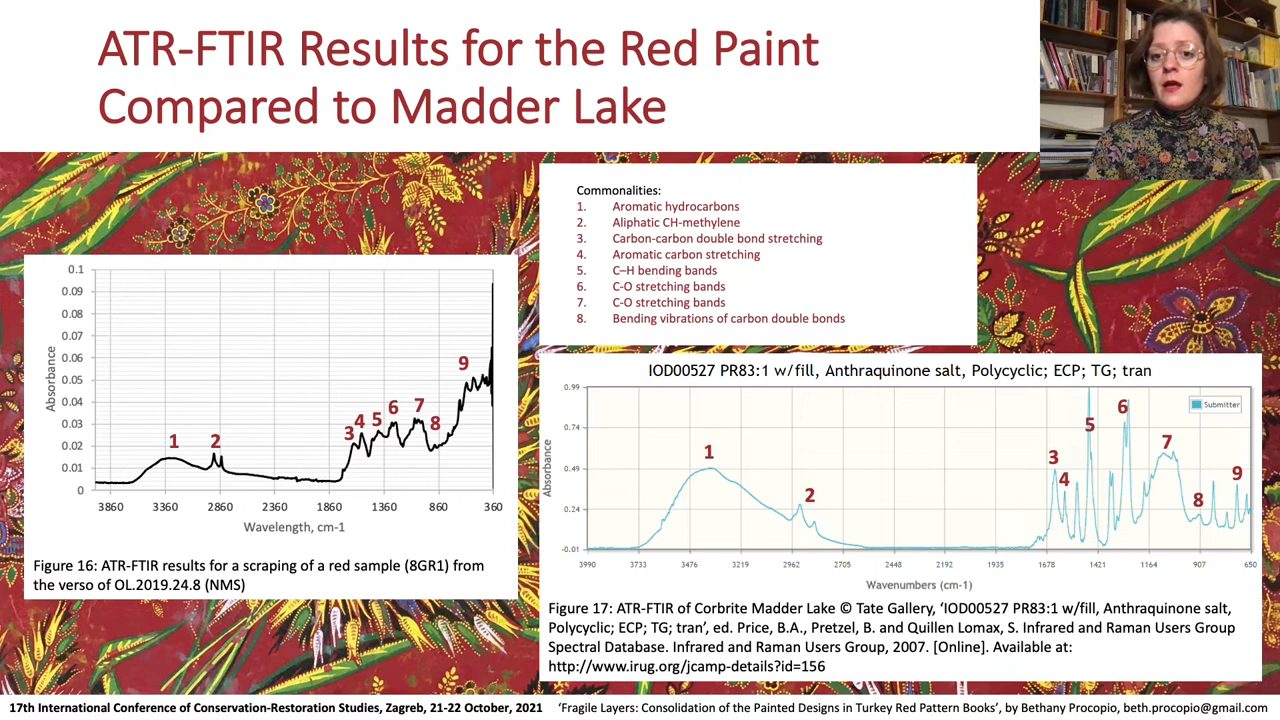 ATR-FTIR Results for the Red Paint
Compared to Madder Lake
Commonalities:
1. Aromatic hydrocarbons
2. Aliphatic CH-methylene
3. Carbon-carbon double bond stretching
4. Aromatic carbon stretching
5. C–H bending bands
6. C-O stretching bands
7. C-O stretching bands
8. Bending vibrations of carbon double bonds
0.1
0.09
0.08
0.07
0.06
0.05
0.04
0.03
0.02
0.01
0
Absorbance
1 2 3 4 5 6 7 8 9
3860 3360 2860 2360 1860 1360 860 360
Wavelength, cm-1
Figure 16: ATR-FTIR results for a scraping of a red sample (8GR1) from
the verso of OL.2019.24.8 (NMS)
IOD00527 PR83:1 w/fill, Anthraquinone salt, Polycyclic; ECP; TG; tran
Submitter
0.99
0.74
0.49
0.24
-0.01
Absorbance
1 2 3 4 5 6 7 8 9
3990 3733 3476 3219 2962 2705 2448 2192 1935 1678 1421 1164 907 650
Wavenumbers (cm-1)
Figure 17: ATR-FTIR of Corbrite Madder Lake © Tate Gallery, ‘IOD00527 PR83:1 w/fill, Anthraquinone salt,
Polycyclic; ECP; TG; tran’, ed. Price, B.A., Pretzel, B. and Quillen Lomax, S. Infrared and Raman Users Group
Spectral Database. Infrared and Raman Users Group, 2007. [Online]. Available at:
http://www.irug.org/jcamp-details?id=156
17th International Conference of Conservation-Restoration Studies, Zagreb, 21-22 October, 2021 ‘Fragile Layers: Consolidation of the Painted Designs in Turkey Red Pattern Books’, by Bethany Procopio, beth.procopio@gmail.com